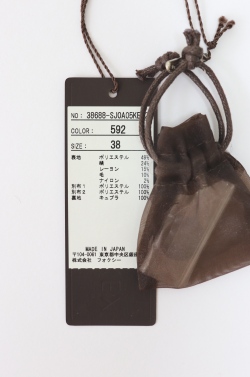 NO: 38688-SJOA05KB
COLOR: 592
SIZE: 38
表地 ポリエステル 49%
綿 24%
レーヨン 15%
毛 10%
ナイロン 2%
別布1 ポリエステル 100%
別布2 ポリエステル 100%
裏地 キュプラ 100%
MADE IN JAPAN
〒104-0061 東京都中央区銀座
株式会社 フォクシー